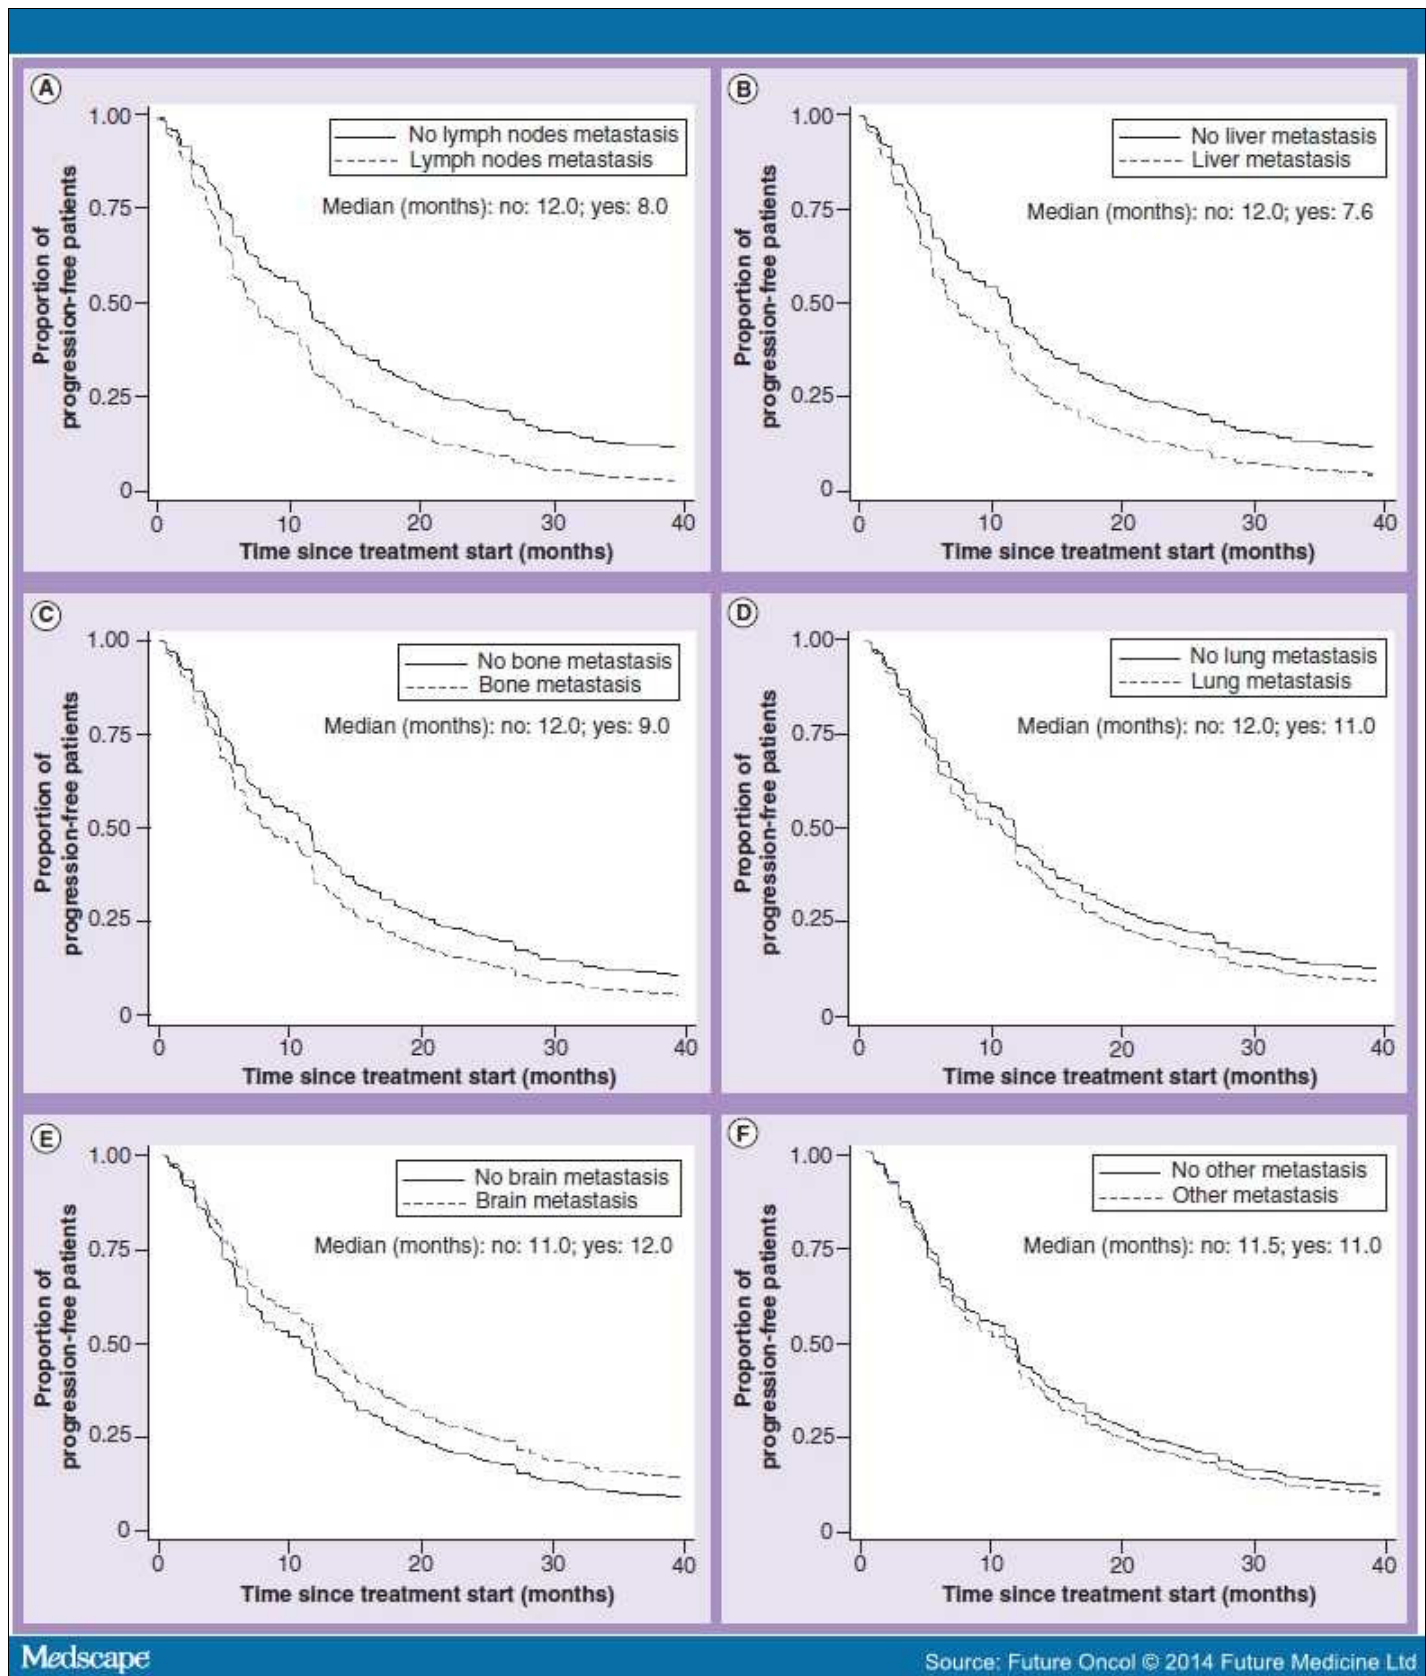 A
1.00
0.75
0.50
0.25
0
Proportion of
progression-free patients
No lymph nodes metastasis
Lymph nodes metastasis
Median (months): no: 12.0; yes: 8.0
0 10 20 30 40
Time since treatment start (months)
B
1.00
0.75
0.50
0.25
0
Proportion of
progression-free patients
No liver metastasis
Liver metastasis
Median (months): no: 12.0; yes: 7.6
0 10 20 30 40
Time since treatment start (months)
C
1.00
0.75
0.50
0.25
0
Proportion of
progression-free patients
No bone metastasis
Bone metastasis
Median (months): no: 12.0; yes: 9.0
0 10 20 30 40
Time since treatment start (months)
D
1.00
0.75
0.50
0.25
0
Proportion of
progression-free patients
No lung metastasis
Lung metastasis
Median (months): no: 12.0; yes: 11.0
0 10 20 30 40
Time since treatment start (months)
E
1.00
0.75
0.50
0.25
0
Proportion of
progression-free patients
No brain metastasis
Brain metastasis
Median (months): no: 11.0; yes: 12.0
0 10 20 30 40
Time since treatment start (months)
F
1.00
0.75
0.50
0.25
0
Proportion of
progression-free patients
No other metastasis
Other metastasis
Median (months): no: 11.5; yes: 11.0
0 10 20 30 40
Time since treatment start (months)
Medscape
Source: Future Oncol © 2014 Future Medicine Ltd